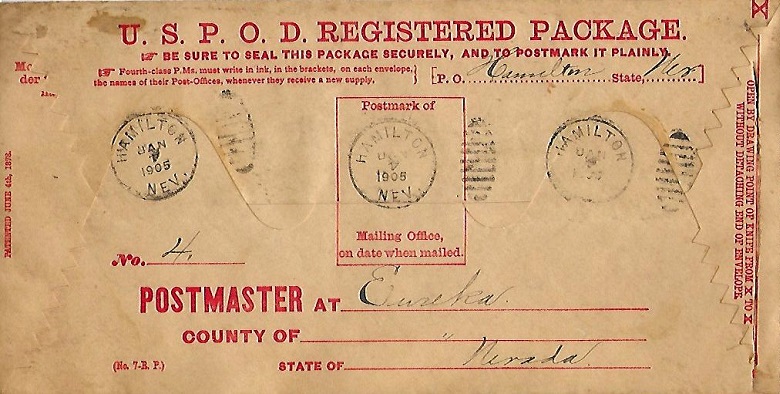 U. S. P. O. D. REGISTERED PACKAGE.
☞ BE SURE TO SEAL THIS PACKAGE SECURELY, AND TO POSTMARK IT PLAINLY.
☞ Fourth-class P.Ms. must write in ink, in the brackets, on each envelope,
the names of their Post-Offices, whenever they receive a new supply,
[P. O. Hamilton State, Nev.]
HAMILTON
JAN
4
1905
NEV.
Postmark of
HAMILTON
JAN
4
1905
NEV.
Mailing Office,
on date when mailed.
HAMILTON
JAN
No. 4.
POSTMASTER AT Eureka.
COUNTY OF "
STATE OF Nevada.
(No. 7-R. P.)
PATENTED JUNE 4th, 1878.
X
OPEN BY DRAWING POINT OF KNIFE FROM X TO X
WITHOUT DETACHING END OF ENVELOPE.